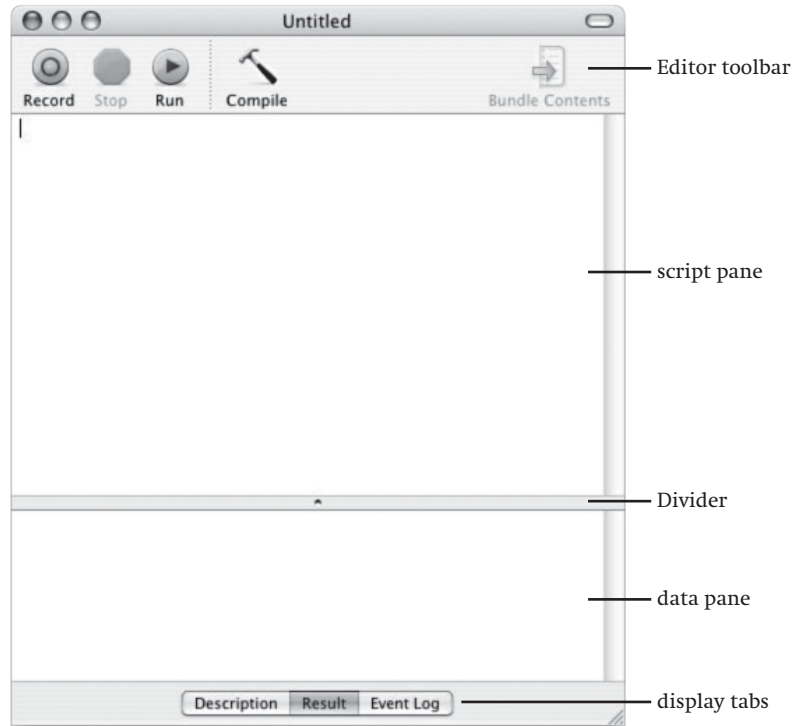 Untitled
Record Stop Run Compile Bundle Contents
Editor toolbar
script pane
Divider
data pane
Description Result Event Log
display tabs